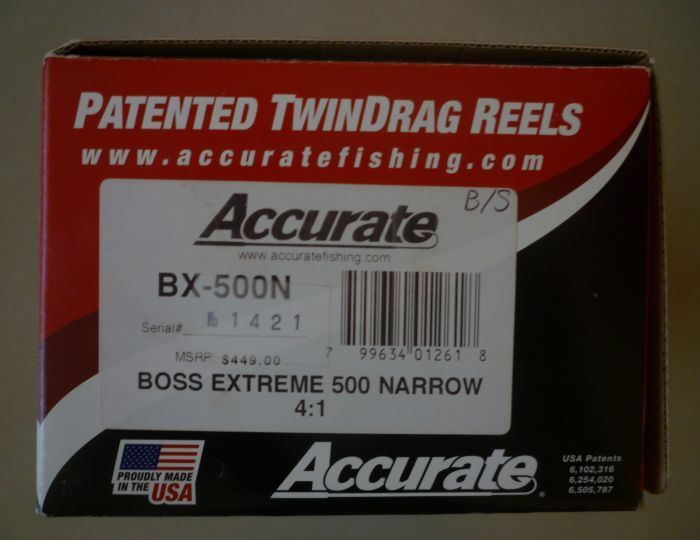 PATENTED TWINDRAG REELS
www.accuratefishing.com
B/S
Accurate
www.accuratefishing.com
BX-500N
Serial# № 1421
MSRP $449.00
7 99634 01261 8
BOSS EXTREME 500 NARROW
4:1
PROUDLY MADE
IN THE USA
Accurate
USA Patents
6,102,316
6,254,020
6,505,787